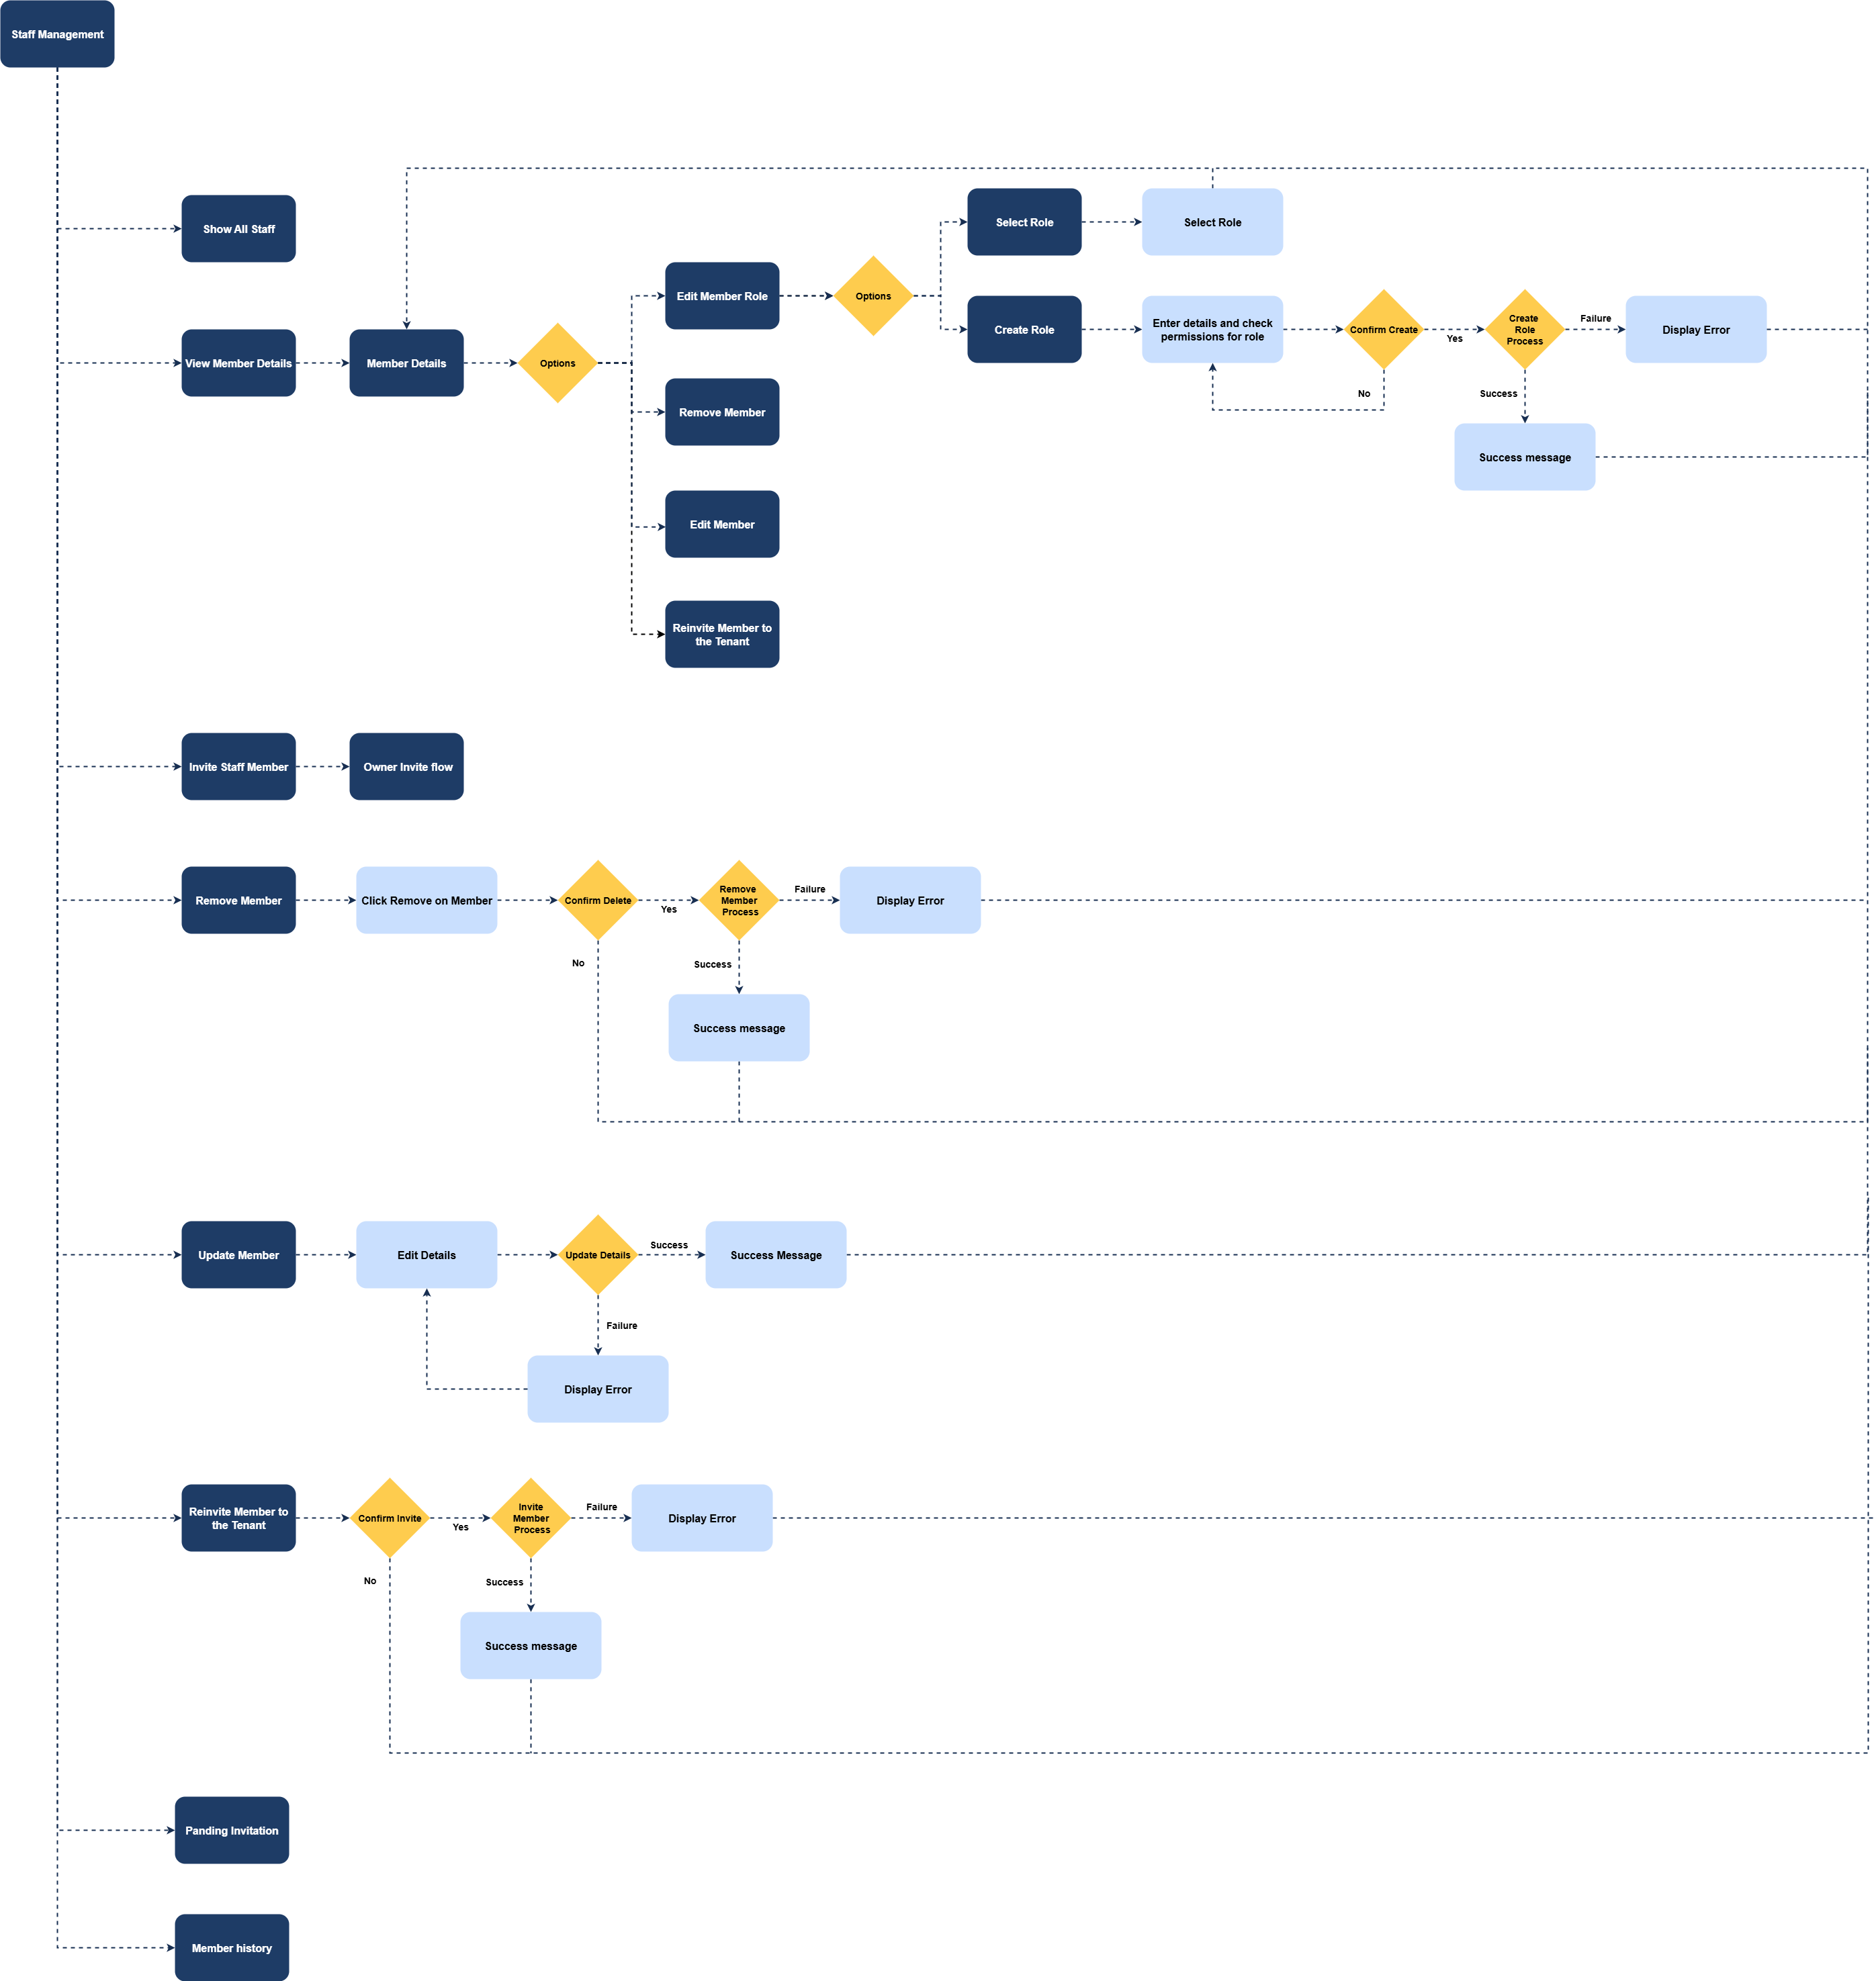 Staff Management
Show All Staff
Select Role
Select Role
Edit Member Role
Options
Create Role
Enter details and check
permissions for role
Confirm Create
Yes
No
Create
Role
Process
Failure
Display Error
Success
Success message
View Member Details
Member Details
Options
Remove Member
Edit Member
Reinvite Member to
the Tenant
Invite Staff Member
Owner Invite flow
Remove Member
Click Remove on Member
Confirm Delete
Yes
No
Remove
Member
Process
Failure
Display Error
Success
Success message
Update Member
Edit Details
Update Details
Success
Success Message
Failure
Display Error
Reinvite Member to
the Tenant
Confirm Invite
Yes
No
Invite
Member
Process
Failure
Display Error
Success
Success message
Panding Invitation
Member history